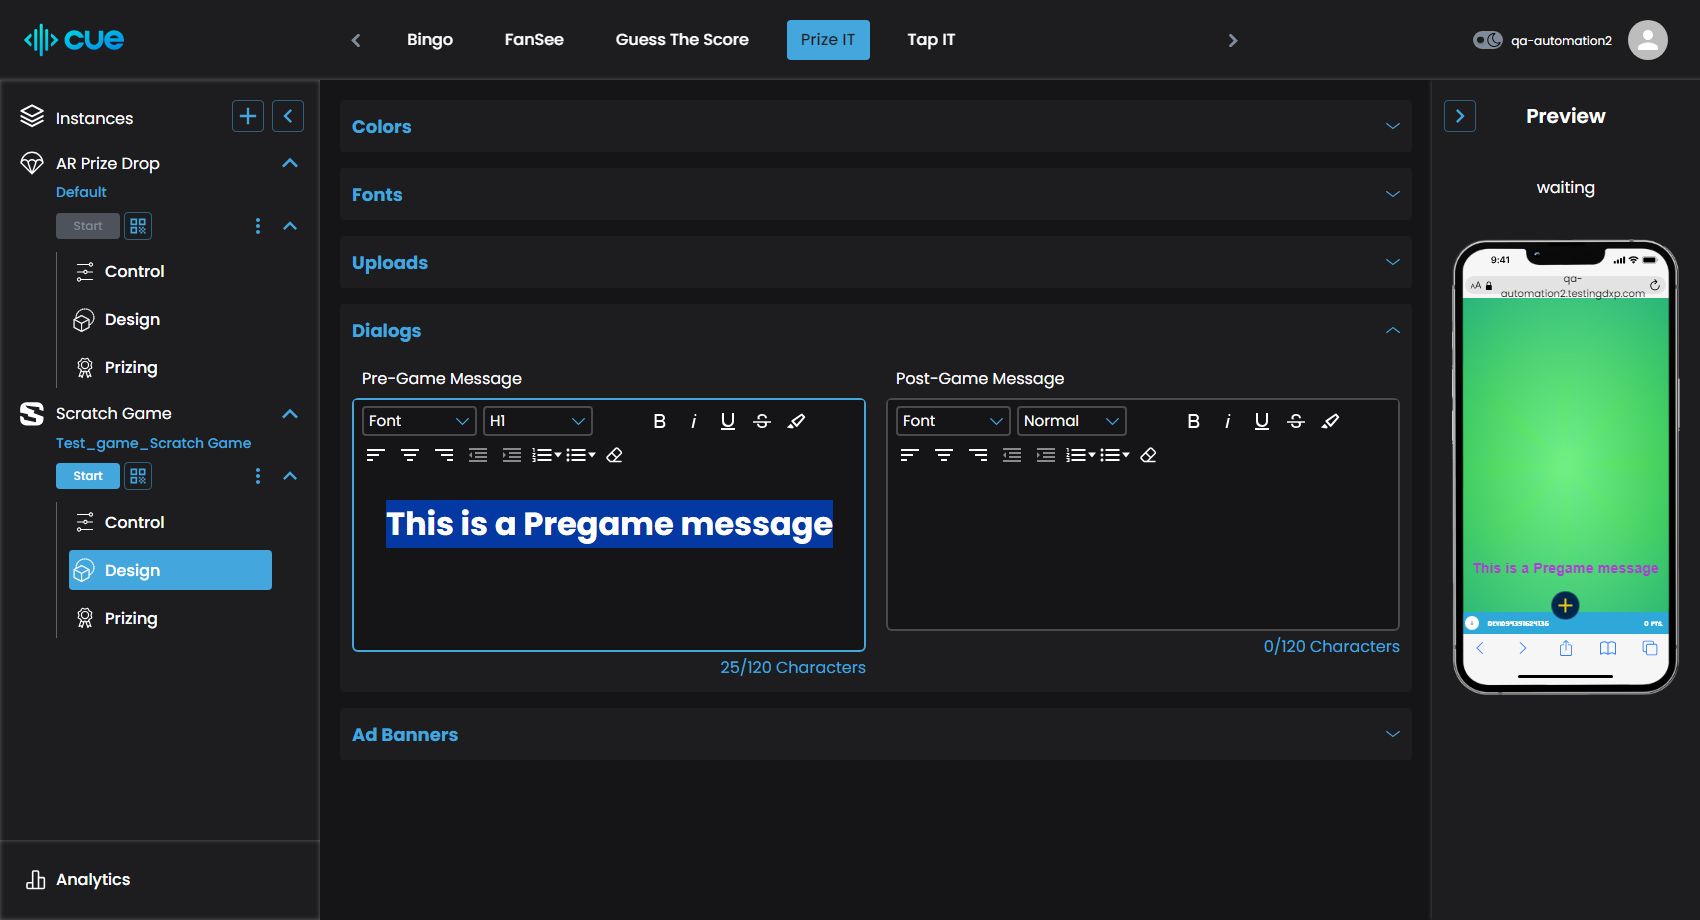 cue
Bingo
FanSee
Guess The Score
Prize IT
Tap IT
qa-automation2
Instances
AR Prize Drop
Default
Start
Control
Design
Prizing
Scratch Game
Test_game_Scratch Game
Start
Control
Design
Prizing
Analytics
Colors
Fonts
Uploads
Dialogs
Pre-Game Message
Font
H1
B
i
U
S
This is a Pregame message
25/120 Characters
Post-Game Message
Font
Normal
B
i
U
S
0/120 Characters
Ad Banners
Preview
waiting
9:41
AA
qa-
automation2.testingdxp.com
This is a Pregame message
0 PTS.